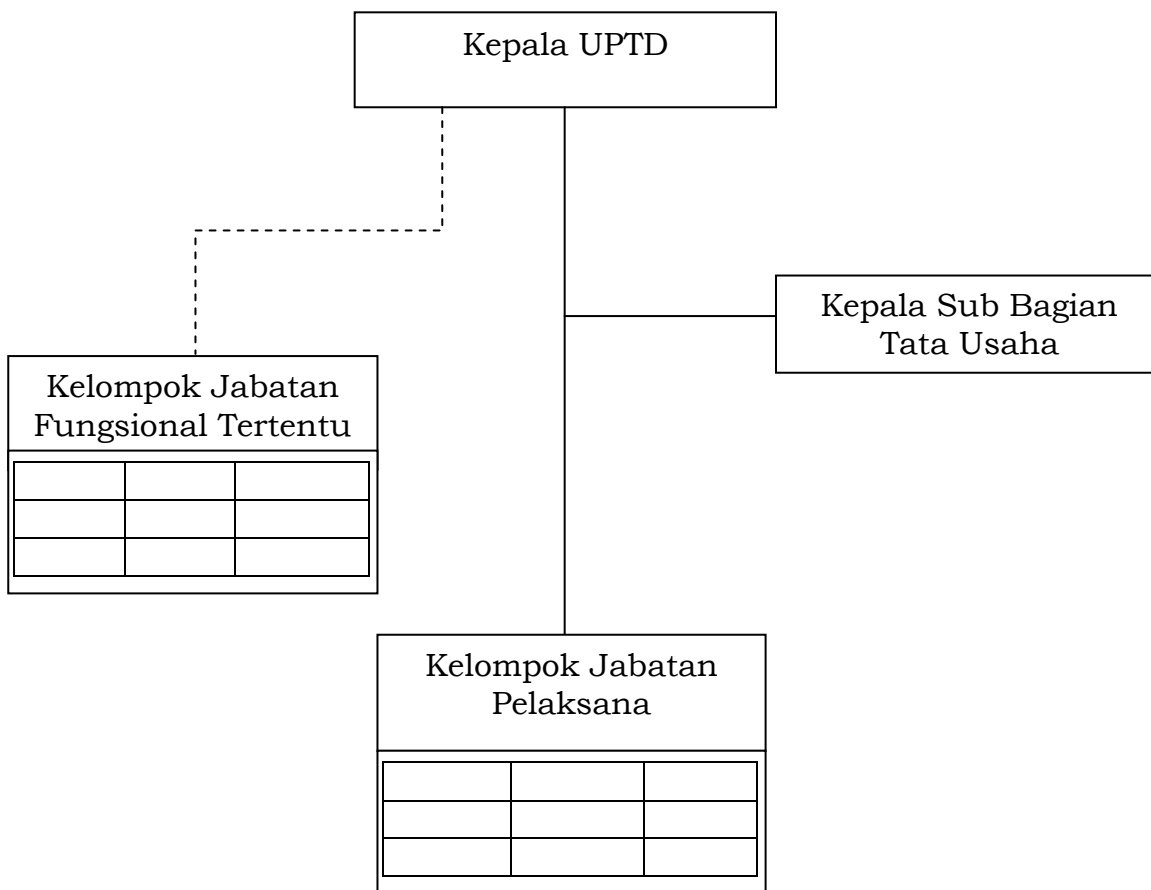 Kepala UPTD
Kepala Sub Bagian
Tata Usaha
Kelompok Jabatan
Fungsional Tertentu
Kelompok Jabatan
Pelaksana